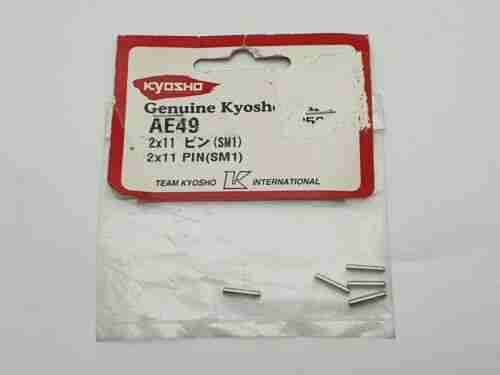 KYOSHO
Genuine Kyosho
AE49
2x11 ピン(SM1)
2x11 PIN(SM1)
TEAM KYOSHO K INTERNATIONAL